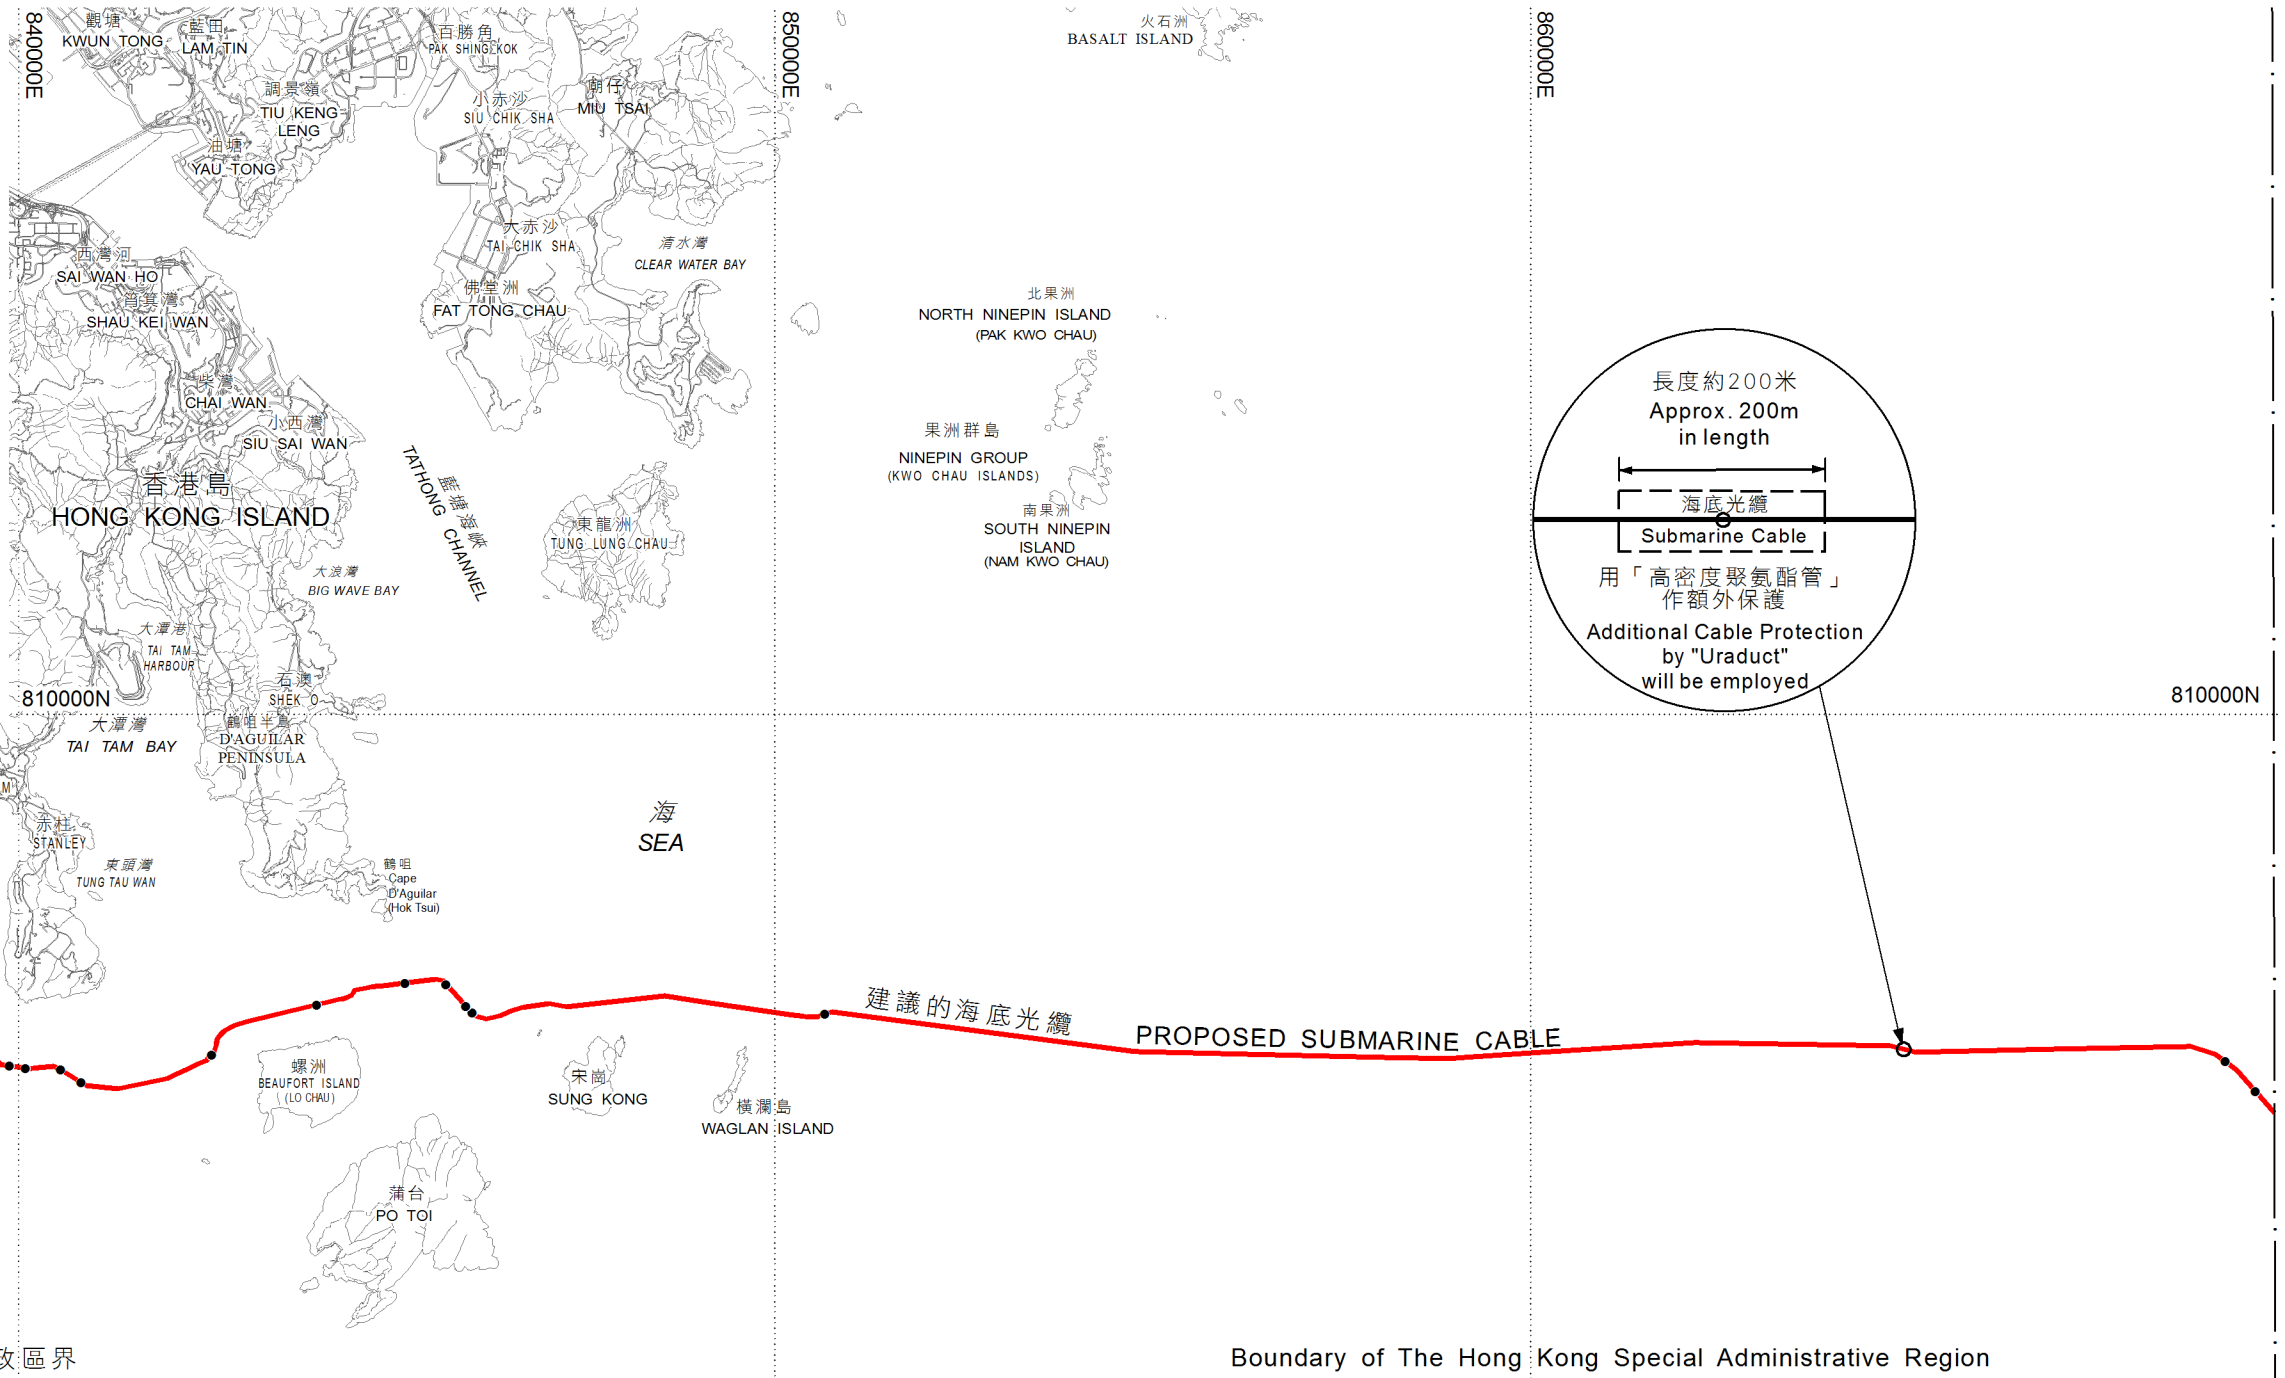 840000E
850000E
860000E
觀塘
KWUN TONG
藍田
LAM TIN
百勝角
PAK SHING KOK
火石洲
BASALT ISLAND
調景嶺
TIU KENG
LENG
小赤沙
SIU CHIK SHA
廟仔
MIU TSAI
油塘
YAU TONG
大赤沙
TAI CHIK SHA
清水灣
CLEAR WATER BAY
西灣河
SAI WAN HO
筲箕灣
SHAU KEI WAN
佛堂洲
FAT TONG CHAU
北果洲
NORTH NINEPIN ISLAND
(PAK KWO CHAU)
柴灣
CHAI WAN
小西灣
SIU SAI WAN
果洲群島
NINEPIN GROUP
(KWO CHAU ISLANDS)
香港島
HONG KONG ISLAND
藍塘海峽
TATHONG CHANNEL
東龍洲
TUNG LUNG CHAU
南果洲
SOUTH NINEPIN
ISLAND
(NAM KWO CHAU)
長度約200米
Approx. 200m
in length
海底光纜
Submarine Cable
用「高密度聚氨酯管」
作額外保護
Additional Cable Protection
by "Uraduct"
will be employed
大浪灣
BIG WAVE BAY
大潭港
TAI TAM
HARBOUR
石澳
SHEK O
810000N
810000N
大潭灣
TAI TAM BAY
鶴咀半島
D'AGUILAR
PENINSULA
M
赤柱
STANLEY
東頭灣
TUNG TAU WAN
鶴咀
Cape
D'Aguilar
(Hok Tsui)
海
SEA
建議的海底光纜
PROPOSED SUBMARINE CABLE
螺洲
BEAUFORT ISLAND
(LO CHAU)
宋崗
SUNG KONG
橫瀾島
WAGLAN ISLAND
蒲台
PO TOI
政區界
Boundary of The Hong Kong Special Administrative Region